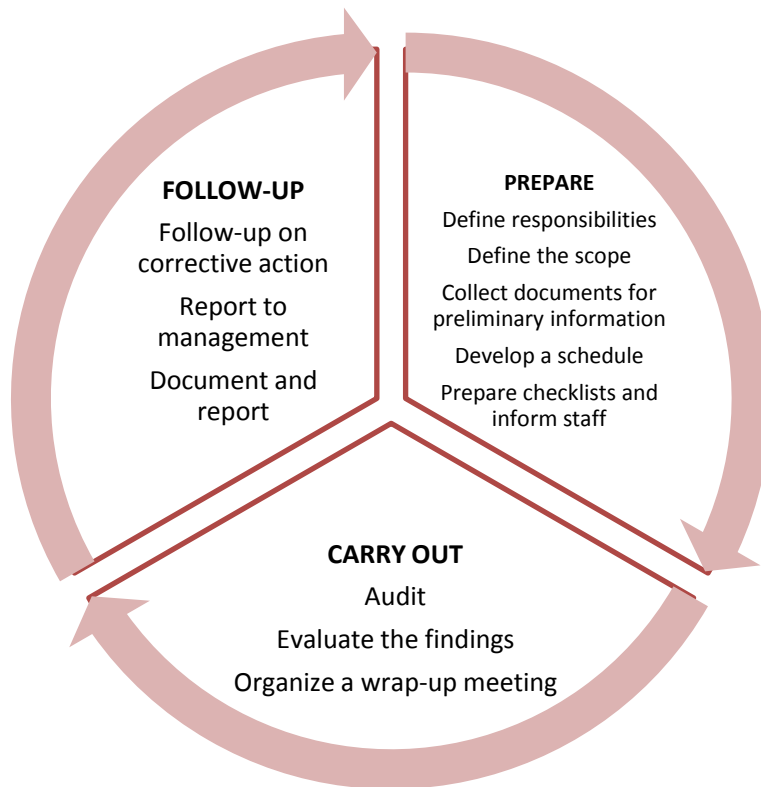 FOLLOW-UP
Follow-up on
corrective action
Report to
management
Document and
report
PREPARE
Define responsibilities
Define the scope
Collect documents for
preliminary information
Develop a schedule
Prepare checklists and
inform staff
CARRY OUT
Audit
Evaluate the findings
Organize a wrap-up meeting